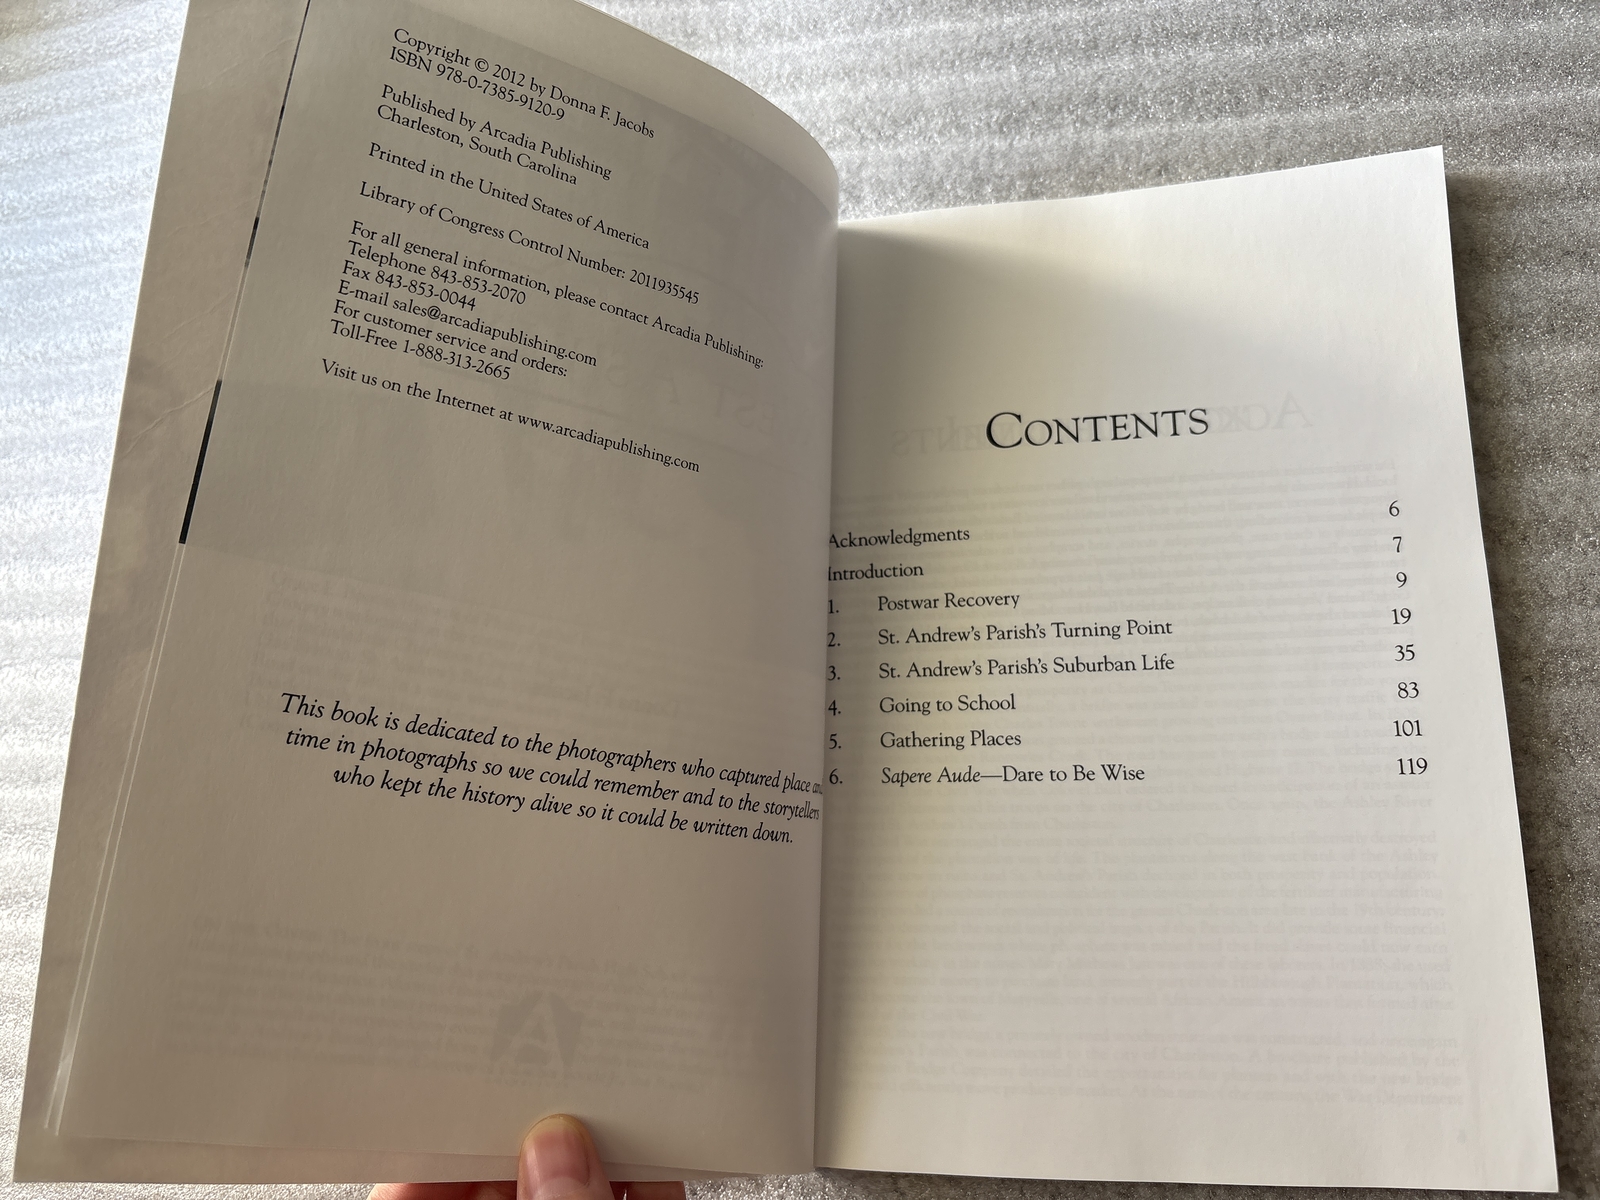 Copyright © 2012 by Donna F. Jacobs
ISBN 978-0-7385-9120-9
Published by Arcadia Publishing
Charleston, South Carolina
Printed in the United States of America
Library of Congress Control Number: 2011935545
For all general information, please contact Arcadia Publishing:
Telephone 843-853-2070
Fax 843-853-0044
E-mail sales@arcadiapublishing.com
For customer service and orders:
Toll-Free 1-888-313-2665
Visit us on the Internet at www.arcadiapublishing.com
This book is dedicated to the photographers who captured place
time in photographs so we could remember and to the storytellers
who kept the history alive so it could be written down.
CONTENTS
Acknowledgments 6
Introduction 7
1. Postwar Recovery 9
2. St. Andrew's Parish's Turning Point 19
3. St. Andrew's Parish's Suburban Life 35
4. Going to School 83
5. Gathering Places 101
6. Sapere Aude—Dare to Be Wise 119